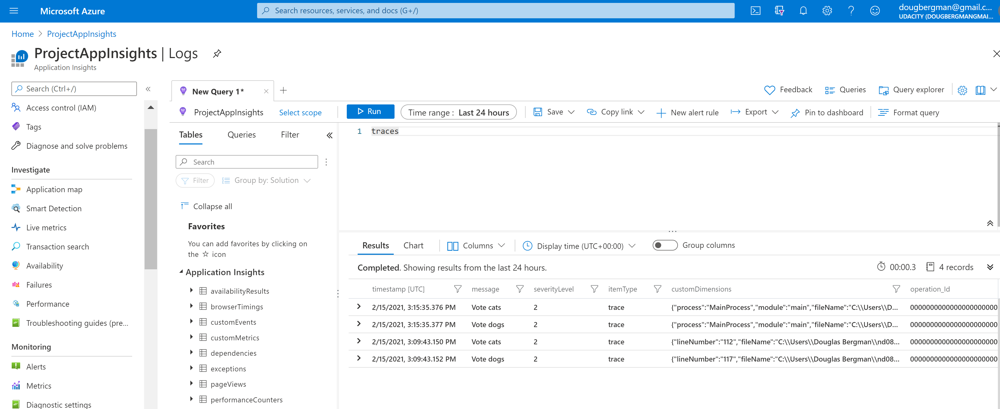 Microsoft Azure
Search resources, services, and docs (G+/)
dougbergman@gmail.c...
UDACITY (DOUGBERGMANGMAI...
Home > ProjectAppInsights
ProjectAppInsights | Logs
Application Insights
Search (Ctrl+/)
«
Access control (IAM)
Tags
Diagnose and solve problems
Investigate
Application map
Smart Detection
Live metrics
Transaction search
Availability
Failures
Performance
Troubleshooting guides (pre...
Monitoring
Alerts
Metrics
Diagnostic settings
New Query 1*
Feedback
Queries
Query explorer
ProjectAppInsights
Select scope
Run
Time range : Last 24 hours
Save
Copy link
New alert rule
Export
Pin to dashboard
Format query
Tables
Queries
Filter
Search
Filter
Group by: Solution
Collapse all
Favorites
You can add favorites by clicking on
the ☆ icon
Application Insights
availabilityResults
browserTimings
customEvents
customMetrics
dependencies
exceptions
pageViews
performanceCounters
1 traces
Results
Chart
Columns
Display time (UTC+00:00)
Group columns
Completed. Showing results from the last 24 hours.
00:00.3
4 records
timestamp [UTC] message severityLevel itemType customDimensions operation_Id
2/15/2021, 3:15:35.376 PM Vote cats 2 trace {"process":"MainProcess","module":"main","fileName":"C:\\Users\\D... 0000000000000000000000
2/15/2021, 3:15:35.377 PM Vote dogs 2 trace {"process":"MainProcess","module":"main","fileName":"C:\\Users\\D... 0000000000000000000000
2/15/2021, 3:09:43.150 PM Vote cats 2 trace {"lineNumber":"112","fileName":"C:\\Users\\Douglas Bergman\\nd08... 0000000000000000000000
2/15/2021, 3:09:43.152 PM Vote dogs 2 trace {"lineNumber":"117","fileName":"C:\\Users\\Douglas Bergman\\nd08... 0000000000000000000000